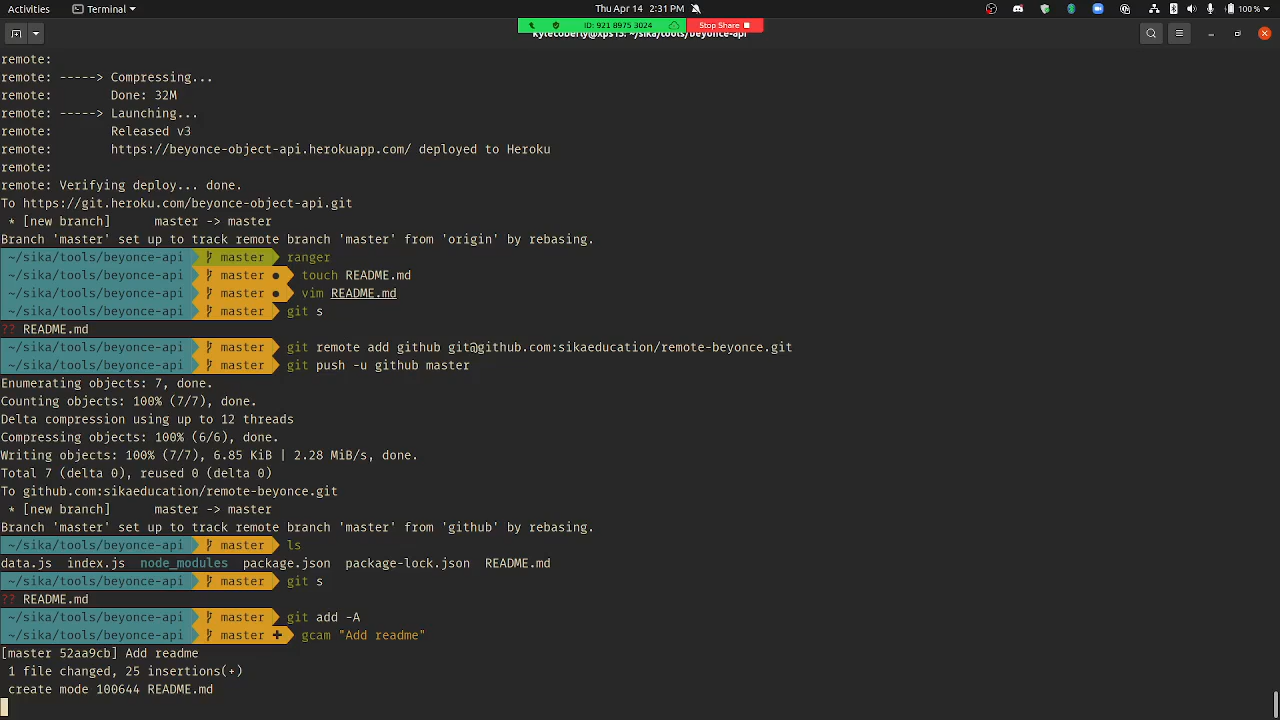 Activities
Terminal
Thu Apr 14 2:31 PM
100 %
ID: 921 8975 3024
Stop Share
kylecoberly@xps13: ~/sika/tools/beyonce-api
remote:
remote: -----> Compressing...
remote:        Done: 32M
remote: -----> Launching...
remote:        Released v3
remote:        https://beyonce-object-api.herokuapp.com/ deployed to Heroku
remote:
remote: Verifying deploy... done.
To https://git.heroku.com/beyonce-object-api.git
 * [new branch]      master -> master
Branch 'master' set up to track remote branch 'master' from 'origin' by rebasing.
~/sika/tools/beyonce-api master ranger
~/sika/tools/beyonce-api master ● touch README.md
~/sika/tools/beyonce-api master ● vim README.md
~/sika/tools/beyonce-api master git s
?? README.md
~/sika/tools/beyonce-api master git remote add github git@github.com:sikaeducation/remote-beyonce.git
~/sika/tools/beyonce-api master git push -u github master
Enumerating objects: 7, done.
Counting objects: 100% (7/7), done.
Delta compression using up to 12 threads
Compressing objects: 100% (6/6), done.
Writing objects: 100% (7/7), 6.85 KiB | 2.28 MiB/s, done.
Total 7 (delta 0), reused 0 (delta 0)
To github.com:sikaeducation/remote-beyonce.git
 * [new branch]      master -> master
Branch 'master' set up to track remote branch 'master' from 'github' by rebasing.
~/sika/tools/beyonce-api master ls
data.js  index.js  node_modules  package.json  package-lock.json  README.md
~/sika/tools/beyonce-api master git s
?? README.md
~/sika/tools/beyonce-api master git add -A
~/sika/tools/beyonce-api master ✚ gcam "Add readme"
[master 52aa9cb] Add readme
 1 file changed, 25 insertions(+)
 create mode 100644 README.md